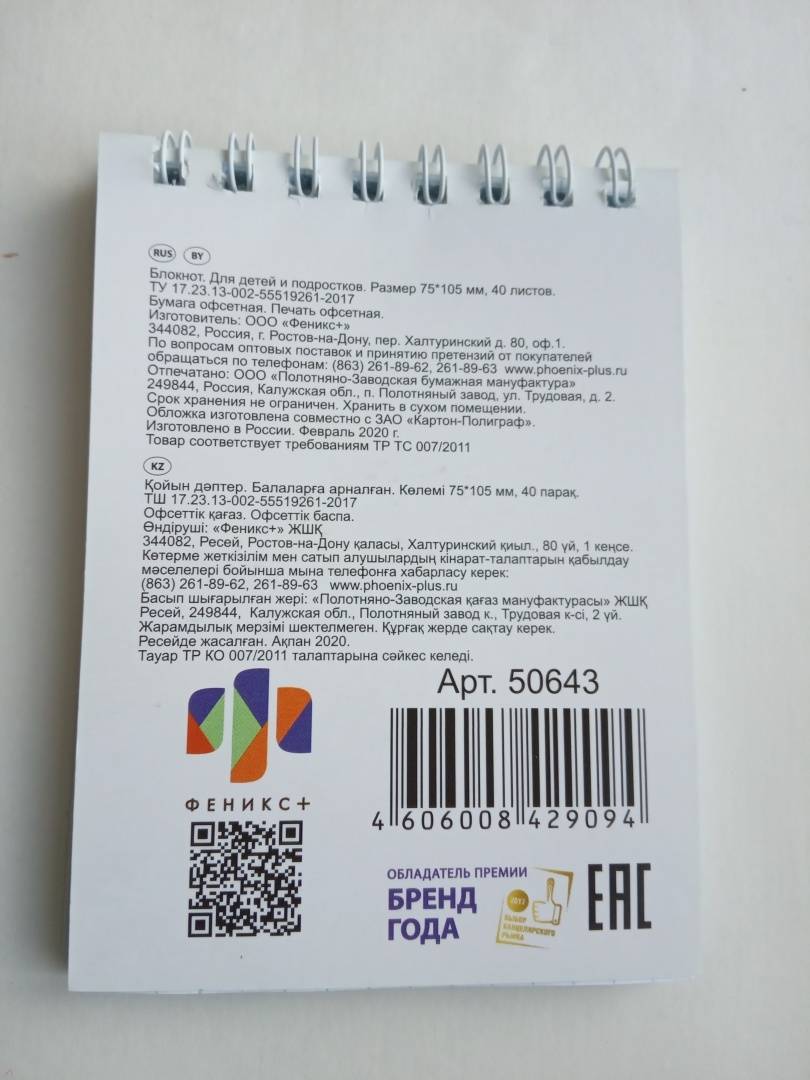 RUS BY
Блокнот. Для детей и подростков. Размер 75*105 мм, 40 листов.
ТУ 17.23.13-002-55519261-2017
Бумага офсетная. Печать офсетная.
Изготовитель: ООО «Феникс+»
344082, Россия, г. Ростов-на-Дону, пер. Халтуринский д. 80, оф.1.
По вопросам оптовых поставок и принятию претензий от покупателей
обращаться по телефонам: (863) 261-89-62, 261-89-63 www.phoenix-plus.ru
Отпечатано: ООО «Полотняно-Заводская бумажная мануфактура»
249844, Россия, Калужская обл., п. Полотняный завод, ул. Трудовая, д. 2.
Срок хранения не ограничен. Хранить в сухом помещении.
Обложка изготовлена совместно с ЗАО «Картон-Полиграф».
Изготовлено в России. Февраль 2020 г.
Товар соответствует требованиям ТР ТС 007/2011
KZ
Қойын дәптер. Балаларға арналған. Көлемі 75*105 мм, 40 парақ.
ТШ 17.23.13-002-55519261-2017
Офсеттік қағаз. Офсеттік баспа.
Өндіруші: «Феникс+» ЖШҚ
344082, Ресей, Ростов-на-Дону қаласы, Халтуринский қиыл., 80 үй, 1 кеңсе.
Көтерме жеткізілім мен сатып алушылардың кінарат-талаптарын қабылдау
мәселелері бойынша мына телефонға хабарласу керек:
(863) 261-89-62, 261-89-63 www.phoenix-plus.ru
Басып шығарылған жері: «Полотняно-Заводская қағаз мануфактурасы» ЖШҚ
Ресей, 249844, Калужская обл., Полотняный завод к., Трудовая к-сі, 2 үй.
Жарамдылық мерзімі шектелмеген. Құрғақ жерде сақтау керек.
Ресейде жасалған. Ақпан 2020.
Тауар ТР КО 007/2011 талаптарына сәйкес келеді.
Арт. 50643
ФЕНИКС+
4 606008 429094
ОБЛАДАТЕЛЬ ПРЕМИИ
БРЕНД
ГОДА
2017
ВЫБОР
КАНЦЕЛЯРСКОГО
РЫНКА
EAC